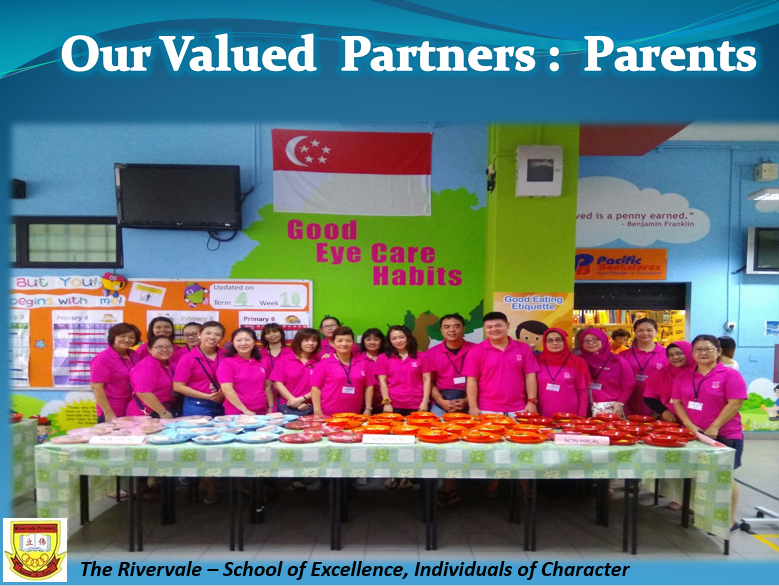 Our Valued Partners : Parents
Good
Eye Care
Habits
ved is a penny earned."
- Benjamin Franklin
Pacific
Bookstores
BUT YOU!
begins with me!
Updated on
Term 4 Week 10
Primary 4
Good Eating
Etiquette
NON-HALAL
Rivervale Primary
立 伟
The Rivervale – School of Excellence, Individuals of Character